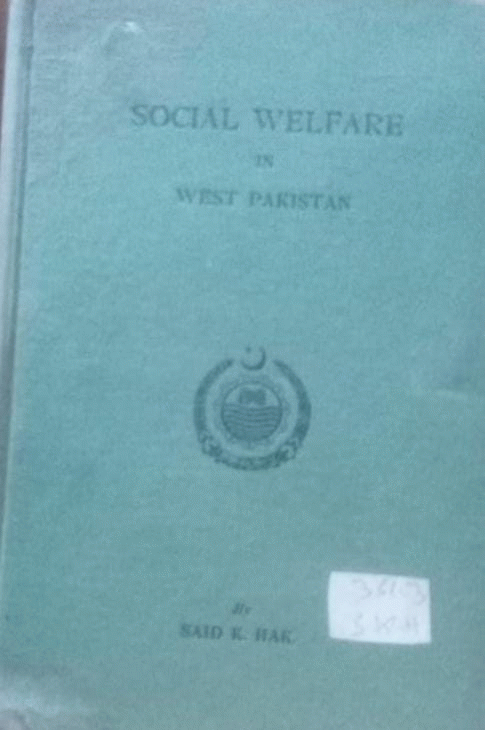 SOCIAL WELFARE
IN
WEST PAKISTAN
By
SAID K. HAK